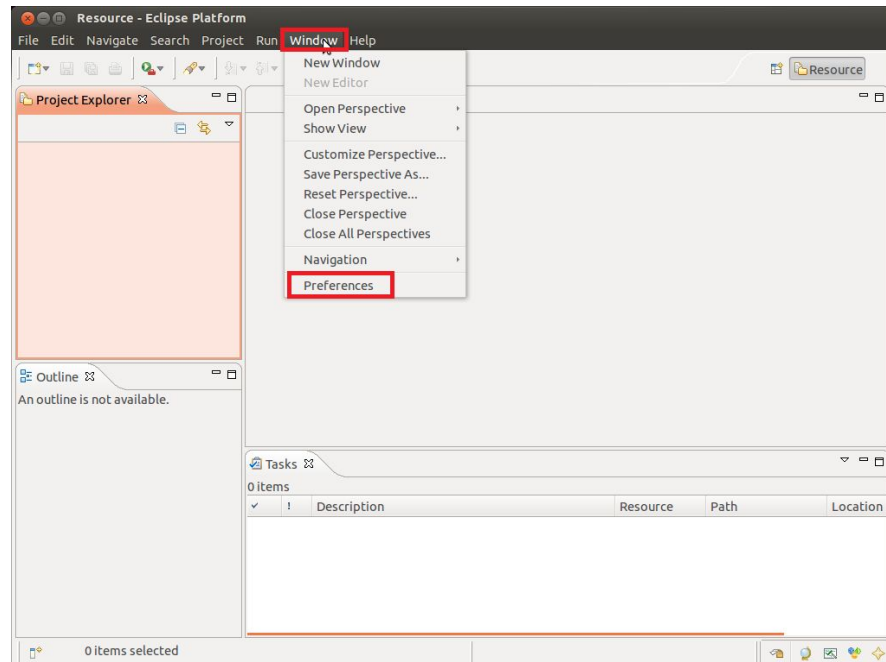 Resource - Eclipse Platform
File Edit Navigate Search Project Run Window Help
New Window
New Editor
Open Perspective
Show View
Customize Perspective...
Save Perspective As...
Reset Perspective...
Close Perspective
Close All Perspectives
Navigation
Preferences
Resource
Project Explorer
Outline
An outline is not available.
Tasks
0 items
! Description Resource Path Location
0 items selected